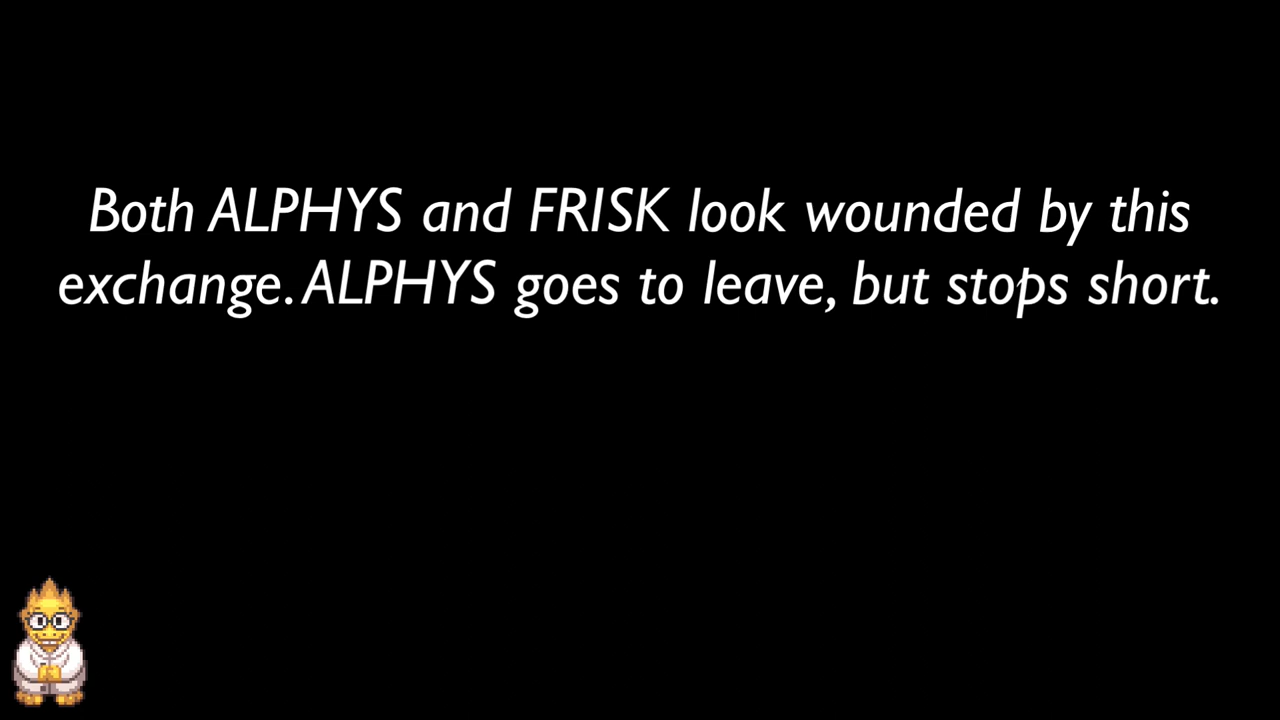 Both ALPHYS and FRISK look wounded by this
exchange. ALPHYS goes to leave, but stops short.